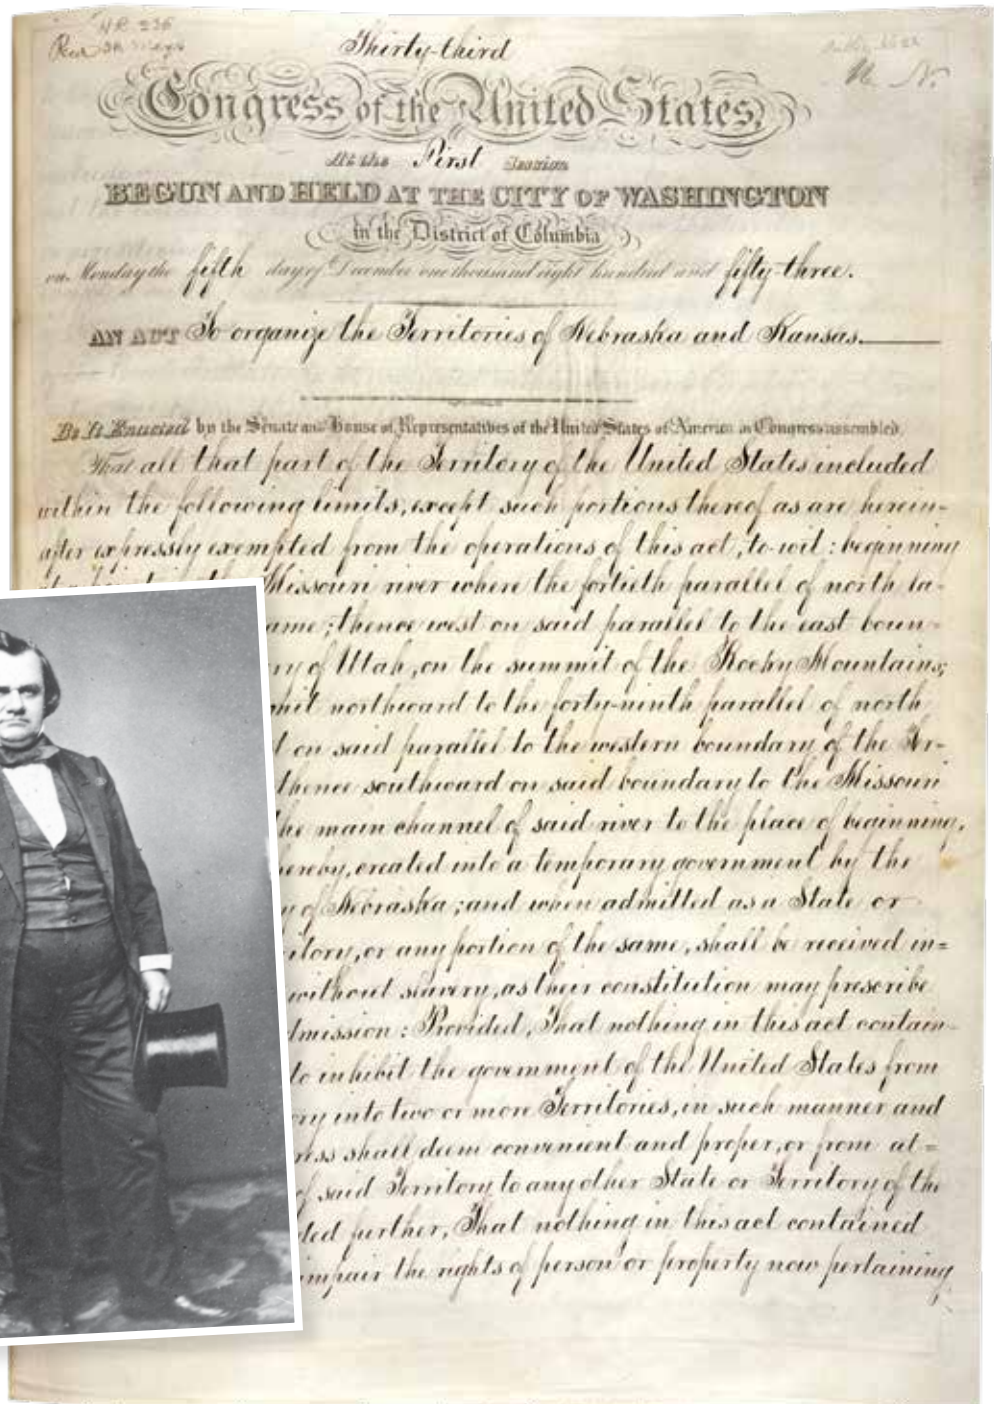 H.R. 236
Thirty-third
Congress of the United States,
At the First Session
BEGUN AND HELD AT THE CITY OF WASHINGTON
in the District of Columbia
on Monday the fifth day of December one thousand eight hundred and fifty-three.
AN ACT To organize the Territories of Nebraska and Kansas.
Be It Enacted by the Senate and House of Representatives of the United States of America in Congress assembled,
That all that part of the Territory of the United States included
within the following limits, except such portions thereof as are herein-
after expressly exempted from the operations of this act, to-wit: beginning
Missouri river where the fortieth parallel of north la-
ame; thence west on said parallel to the east boun-
ry of Utah, on the summit of the Rocky Mountains;
mit northward to the forty-ninth parallel of north
t on said parallel to the western boundary of the Ter-
thence southward on said boundary to the Missouri
he main channel of said river to the place of beginning,
hereby, created into a temporary government by the
y of Nebraska; and when admitted as a State or
itory, or any portion of the same, shall be received in=
without slavery, as their constitution may prescribe
dmission: Provided, That nothing in this act contain-
to inhibit the government of the United States from
ory into two or more Territories, in such manner and
ress shall deem convenient and proper, or from at=
of said Territory to any other State or Territory of the
ded further, That nothing in this act contained
impair the rights of person or property now pertaining